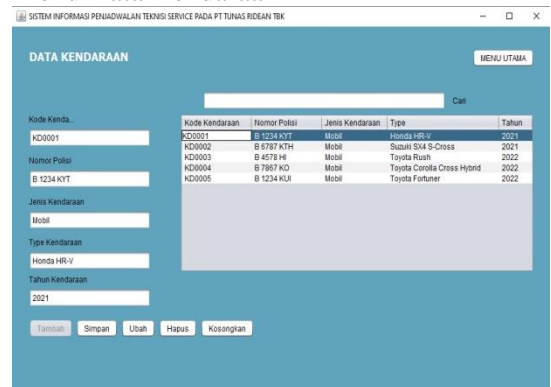 SISTEM INFORMASI PENJADWALAN TEKNISI SERVICE PADA PT TUNAS RIDEAN TBK
DATA KENDARAAN
MENU UTAMA
Cari
Kode Kenda...
KD0001
Nomor Polisi
B 1234 KYT
Jenis Kendaraan
Mobil
Type Kendaraan
Honda HR-V
Tahun Kendaraan
2021
Kode Kendaraan Nomor Polisi Jenis Kendaraan Type Tahun
KD0001 B 1234 KYT Mobil Honda HR-V 2021
KD0002 B 6787 KTH Mobil Suzuki SX4 S-Cross 2021
KD0003 B 4578 HI Mobil Toyota Rush 2022
KD0004 B 7867 KO Mobil Toyota Corolla Cross Hybrid 2022
KD0005 B 1234 KUI Mobil Toyota Fortuner 2022
Tambah Simpan Ubah Hapus Kosongkan